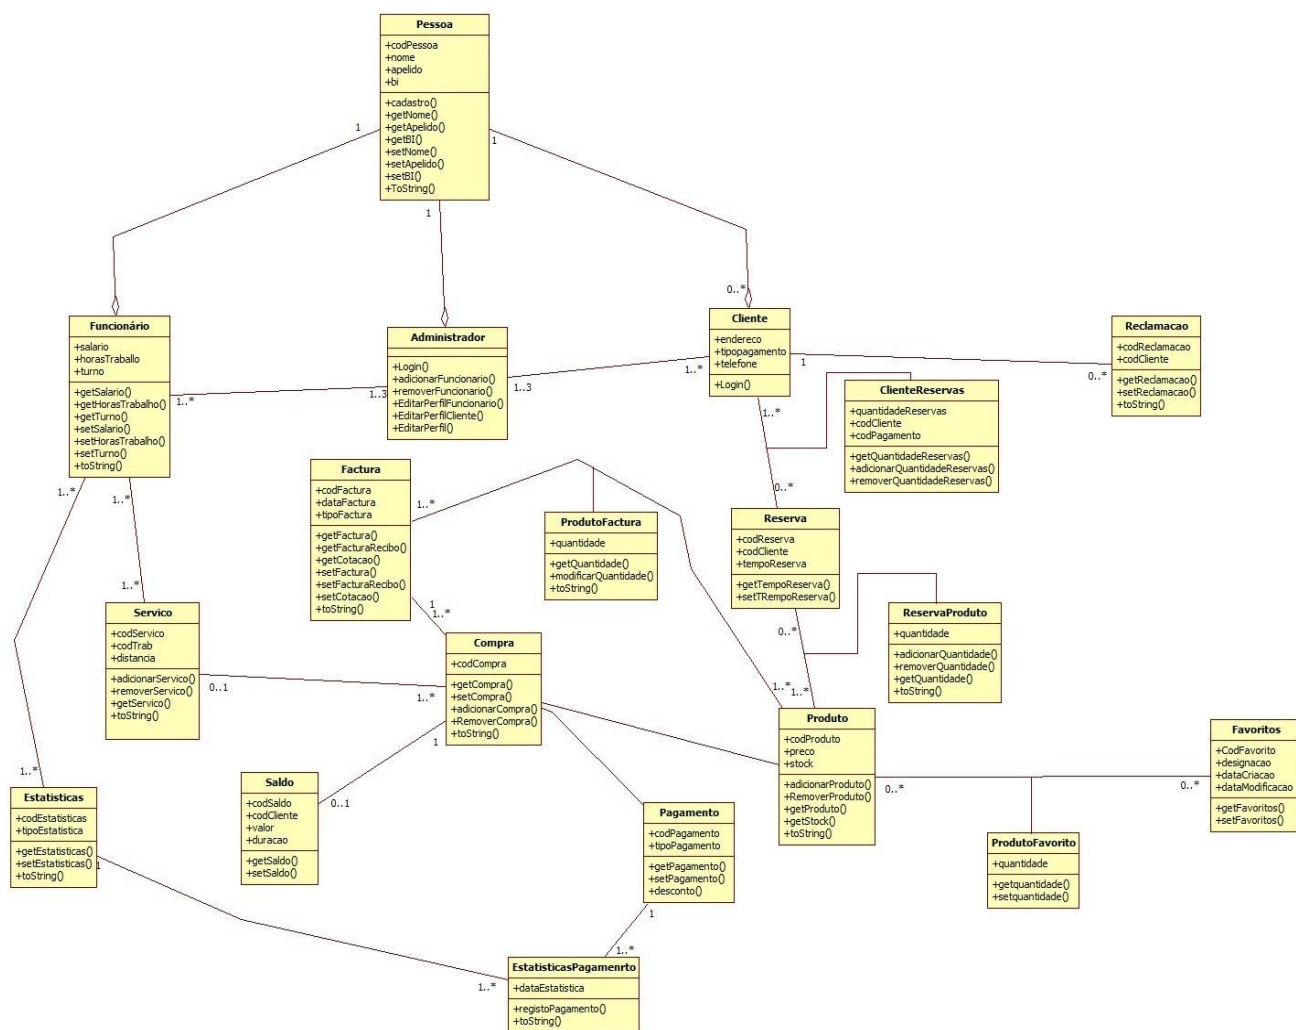 Pessoa
+codPessoa
+nome
+apelido
+bi
+cadastro()
+getNome()
+getApelido()
+getBI()
+setNome()
+setApelido()
+setBI()
+ToString()
1
1
1
0..*
Funcionário
+salario
+horasTraballo
+turno
+getSalario()
+getHorasTrabalho()
+getTurno()
+setSalario()
+setHorasTrabalho()
+setTurno()
+toString()
1..*
1..3
Administrador
+Login()
+adicionarFuncionario()
+removerFuncionario()
+EditarPerfilFuncionario()
+EditarPerfilCliente()
+EditarPerfil()
1..3
1..*
Cliente
+endereco
+tipopagamento
+telefone
+Login()
1
0..*
Reclamacao
+codReclamacao
+codCliente
+getReclamacao()
+setReclamacao()
+toString()
ClienteReservas
+quantidadeReservas
+codCliente
+codPagamento
+getQuantidadeReservas()
+adicionarQuantidadeReservas()
+removerQuantidadeReservas()
1..*
0..*
Factura
+codFactura
+dataFactura
+tipoFactura
+getFactura()
+getFacturaRecibo()
+getCotacao()
+setFactura()
+setFacturaRecibo()
+setCotacao()
+toString()
1..*
ProdutoFactura
+quantidade
+getQuantidade()
+modificarQuantidade()
+toString()
Reserva
+codReserva
+codCliente
+tempoReserva
+getTempoReserva()
+setTRempoReserva()
0..*
1..*
1..*
ReservaProduto
+quantidade
+adicionarQuantidade()
+removerQuantidade()
+getQuantidade()
+toString()
1..*
1..*
1..*
1..*
Servico
+codServico
+codTrab
+distancia
+adicionarServico()
+removerServico()
+getServico()
+toString()
0..1
1..*
1
1..*
Compra
+codCompra
+getCompra()
+setCompra()
+adicionarCompra()
+RemoverCompra()
+toString()
1
0..1
Produto
+codProduto
+preco
+stock
+adicionarProduto()
+RemoverProduto()
+getProduto()
+getStock()
+toString()
0..*
0..*
Favoritos
+CodFavorito
+designacao
+dataCriacao
+dataModificacao
+getFavoritos()
+setFavoritos()
Estatisticas
+codEstatisticas
+tipoEstatistica
+getEstatisticas()
+setEstatisticas()
+toString()
1
Saldo
+codSaldo
+codCliente
+valor
+duracao
+getSaldo()
+setSaldo()
Pagamento
+codPagamento
+tipoPagamento
+getPagamento()
+setPagamento()
+desconto()
1
1..*
ProdutoFavorito
+quantidade
+getquantidade()
+setquantidade()
1..*
EstatisticasPagamenrto
+dataEstatistica
+registoPagamento()
+toString()